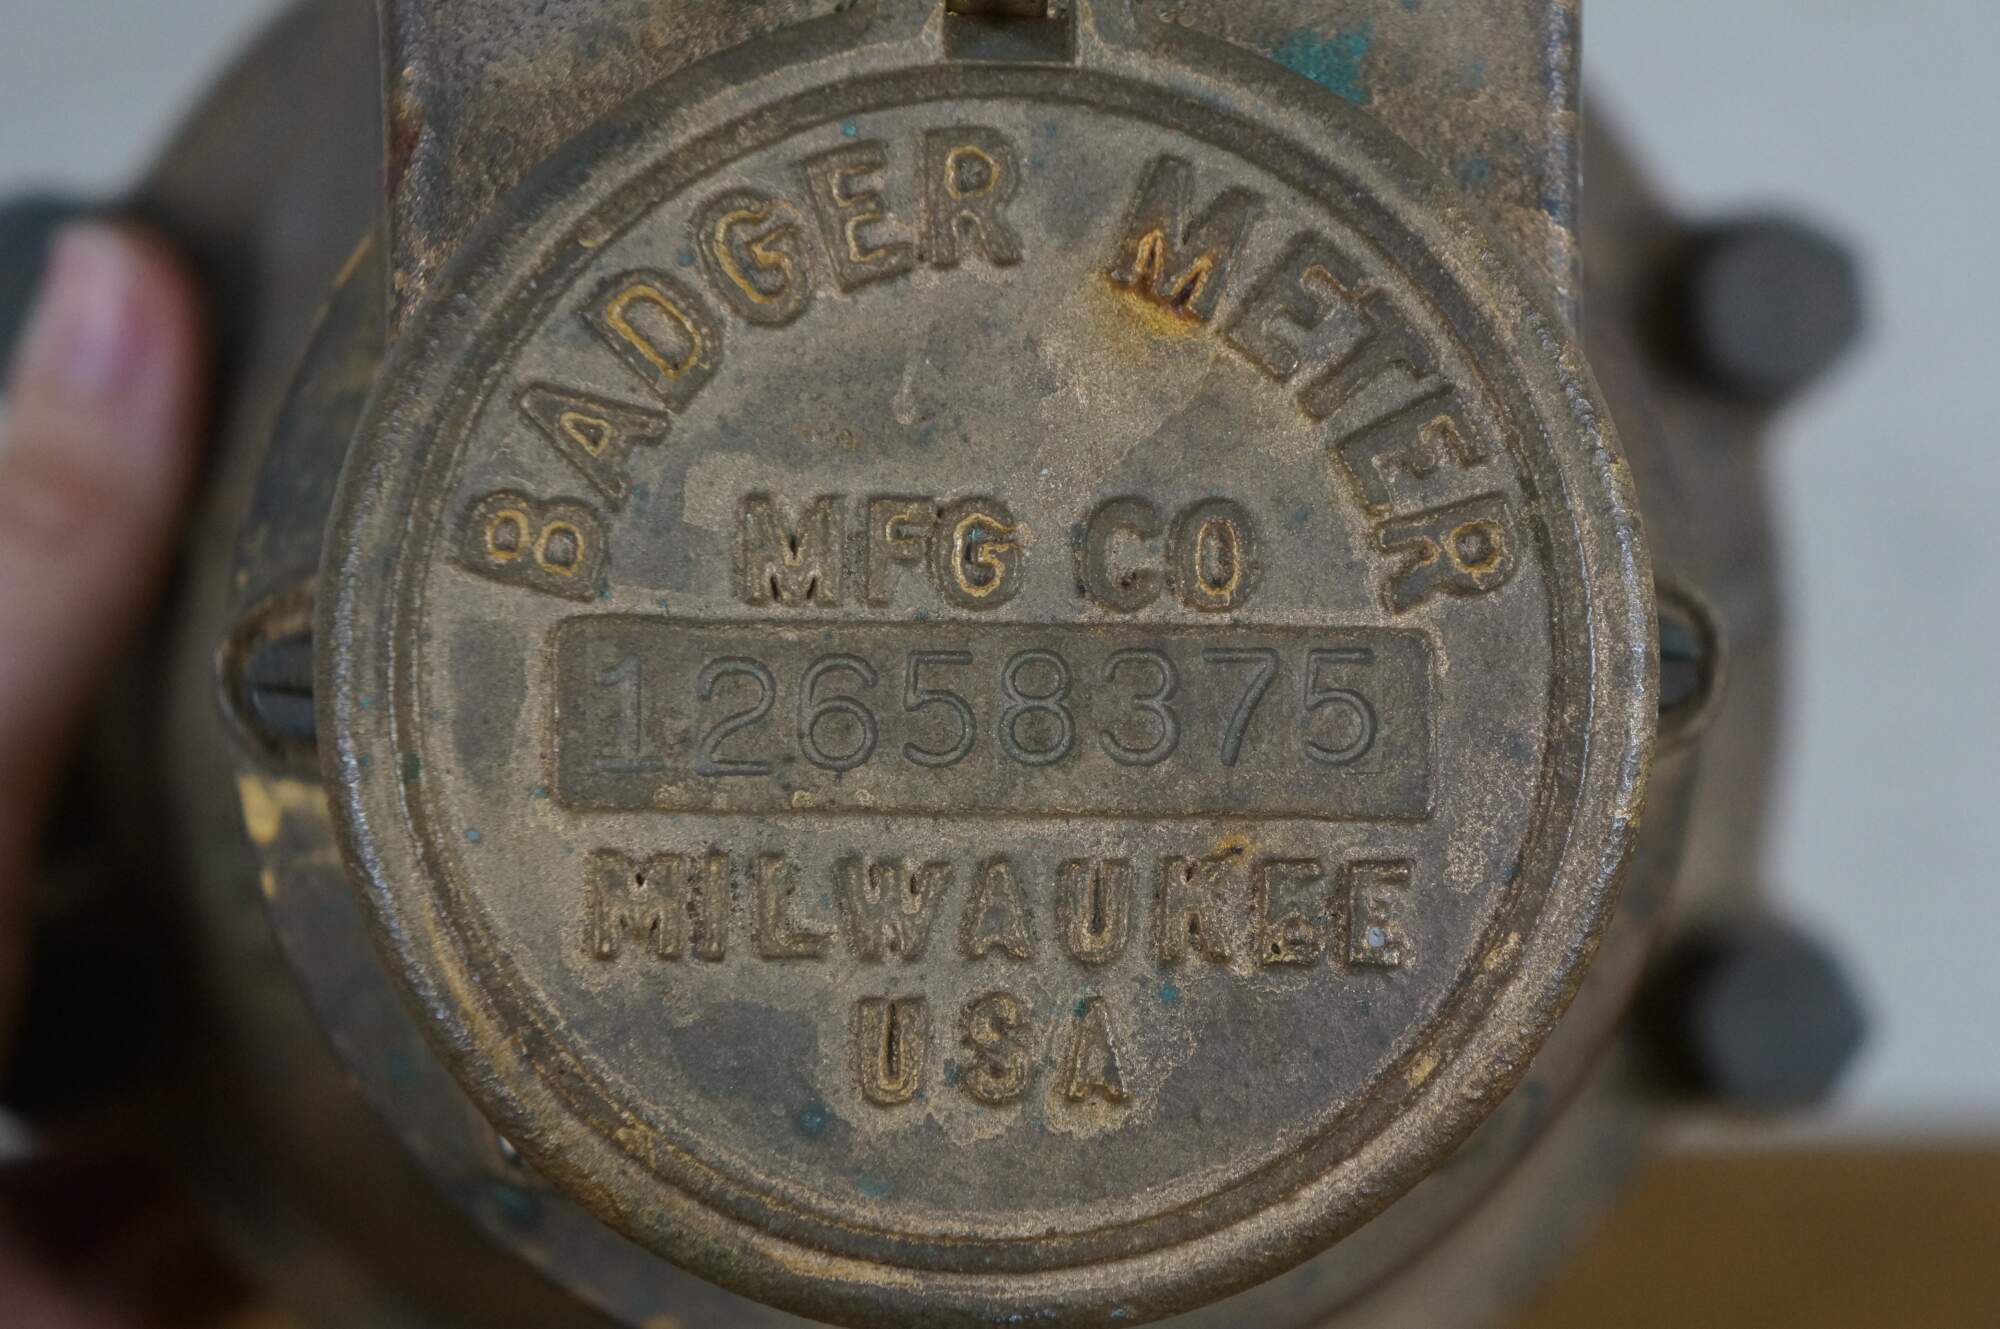 BADGER METER
MFG CO
12658375
MILWAUKEE
USA